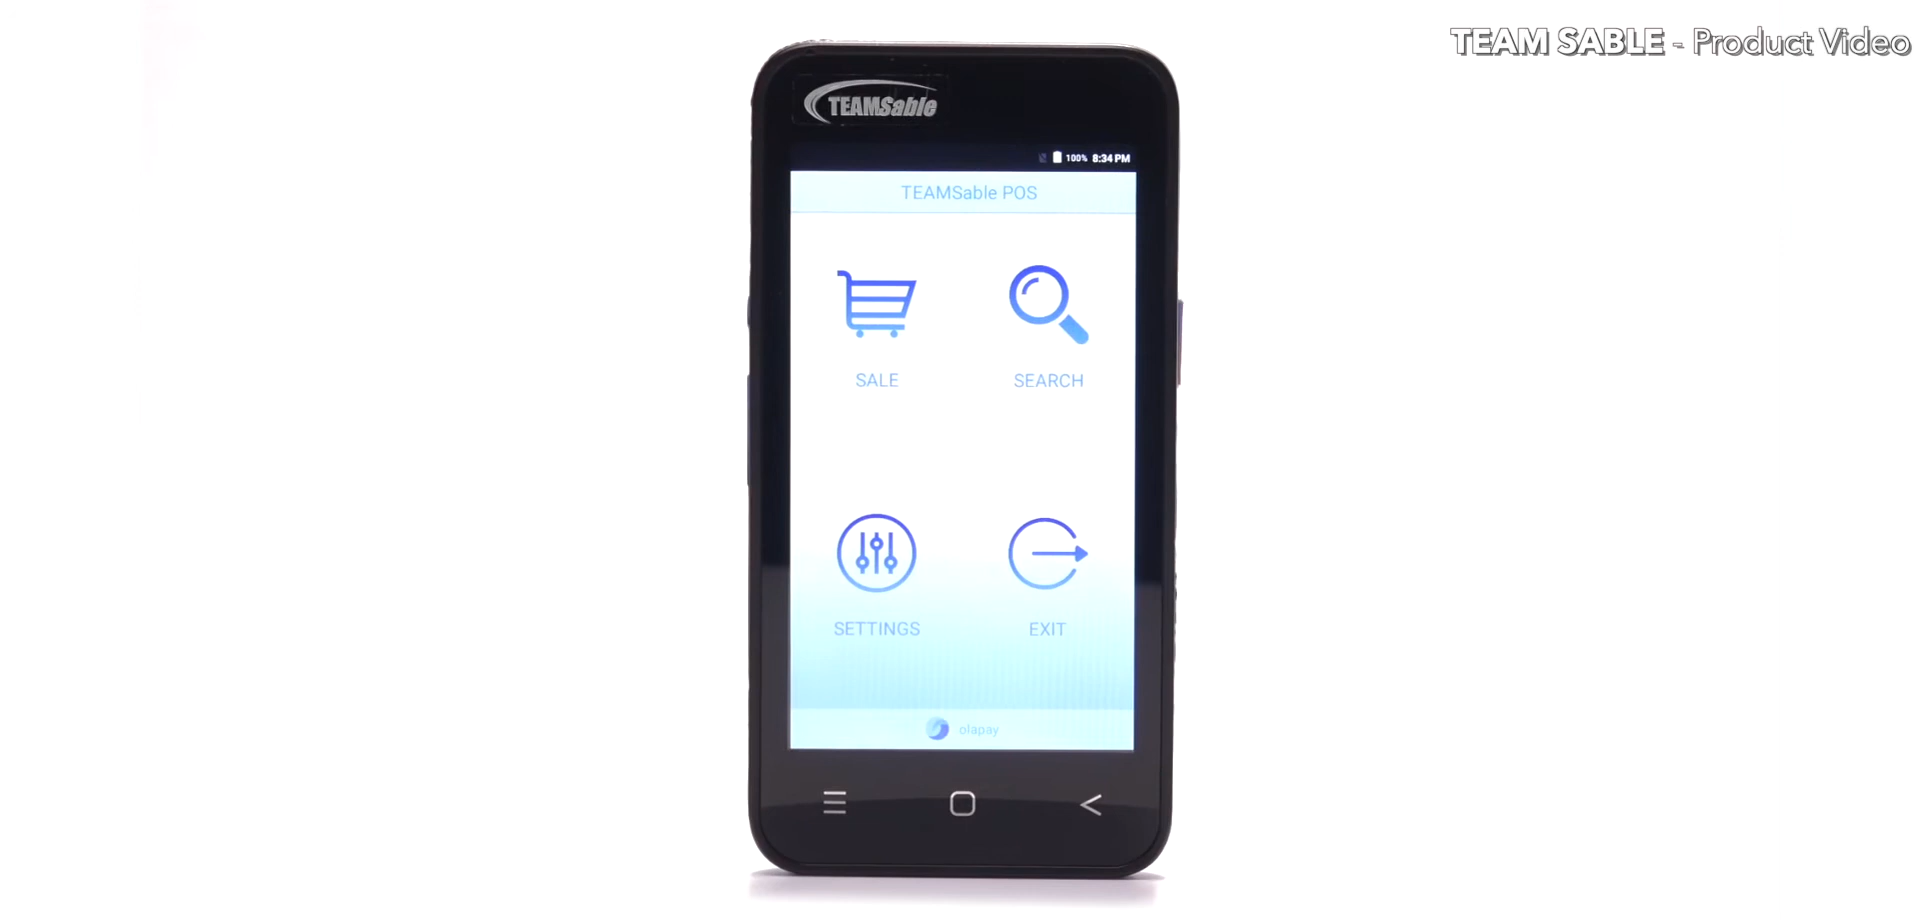 TEAM SABLE - Product Video
TEAMSable
100% 8:34 PM
TEAMSable POS
SALE
SEARCH
SETTINGS
EXIT
olapay